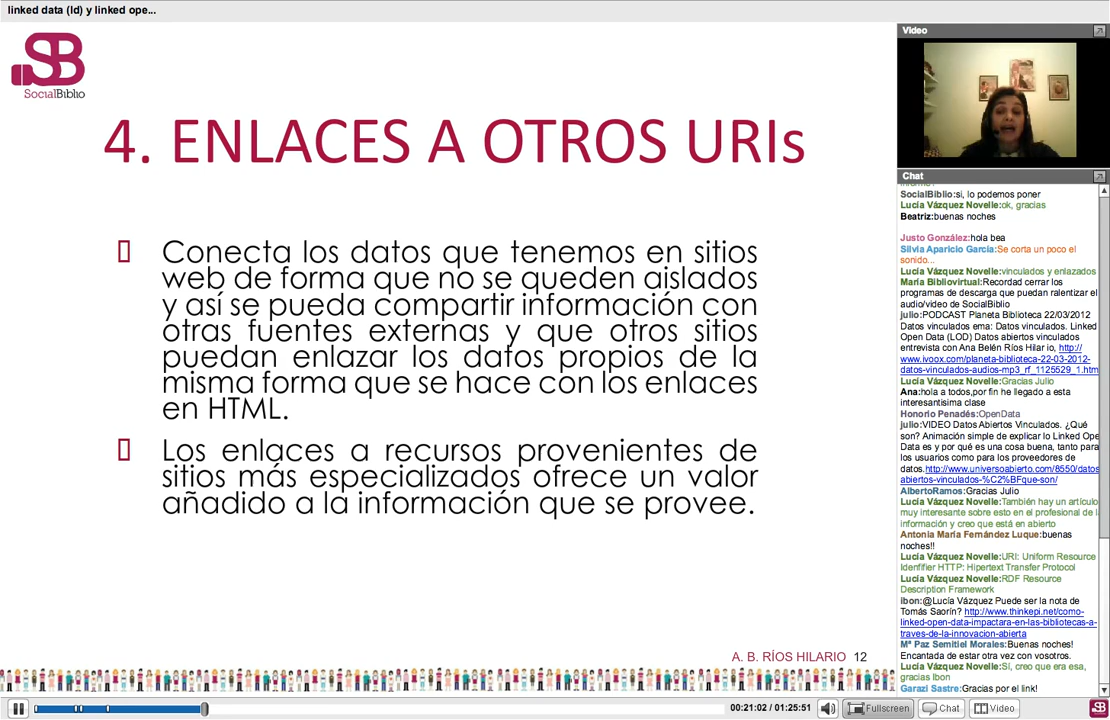 linked data (ld) y linked ope...
SB
SocialBiblio
4. ENLACES A OTROS URIs
Conecta los datos que tenemos en sitios
web de forma que no se queden aislados
y así se pueda compartir información con
otras fuentes externas y que otros sitios
puedan enlazar los datos propios de la
misma forma que se hace con los enlaces
en HTML.
Los enlaces a recursos provenientes de
sitios más especializados ofrece un valor
añadido a la información que se provee.
A. B. RÍOS HILARIO 12
Video
Chat
SocialBiblio:si, lo podemos poner
Lucía Vázquez Novelle:ok, gracias
Beatriz:buenas noches
Justo González:hola bea
Silvia Aparicio García:Se corta un poco el
sonido...
Lucía Vázquez Novelle:vinculados y enlazados
María Bibliovirtual:Recordad cerrar los
programas de descarga que puedan ralentizar el
audio/video de SocialBiblio
julio:PODCAST Planeta Biblioteca 22/03/2012
Datos vinculados ema: Datos vinculados. Linked
Open Data (LOD) Datos abiertos vinculados
entrevista con Ana Belén Ríos Hilar io, http://
www.ivoox.com/planeta-biblioteca-22-03-2012-
datos-vinculados-audios-mp3_rf_1125529_1.htm
Lucía Vázquez Novelle:Gracias Julio
Ana:hola a todos,por fin he llegado a esta
interesantisima clase
Honorio Penadés:OpenData
julio:VIDEO Datos Abiertos Vinculados. ¿Qué
son? Animación simple de explicar lo Linked Ope
Data es y por qué es una cosa buena, tanto para
los usuarios como para los proveedores de
datos.http://www.universoabierto.com/8550/datos
abiertos-vinculados-%C2%BFque-son/
AlbertoRamos:Gracias Julio
Lucía Vázquez Novelle:También hay un artículo
muy interesante sobre esto en el profesional de l
información y creo que está en abierto
Antonia María Fernández Luque:buenas
noches!!
Lucía Vázquez Novelle:URI: Uniform Resource
Idenfifier HTTP: Hipertext Transfer Protocol
Lucía Vázquez Novelle:RDF Resource
Description Framework
ibon:@Lucía Vázquez Puede ser la nota de
Tomás Saorín? http://www.thinkepi.net/como-
linked-open-data-impactara-en-las-bibliotecas-a-
traves-de-la-innovacion-abierta
Mª Paz Semitiel Morales:Buenas noches!
Encantada de estar otra vez con vosotros.
Lucía Vázquez Novelle:Sí, creo que era esa,
gracias Ibon
Garazi Sastre:Gracias por el link!
00:21:02 / 01:25:51
Fullscreen
Chat
Video
SB